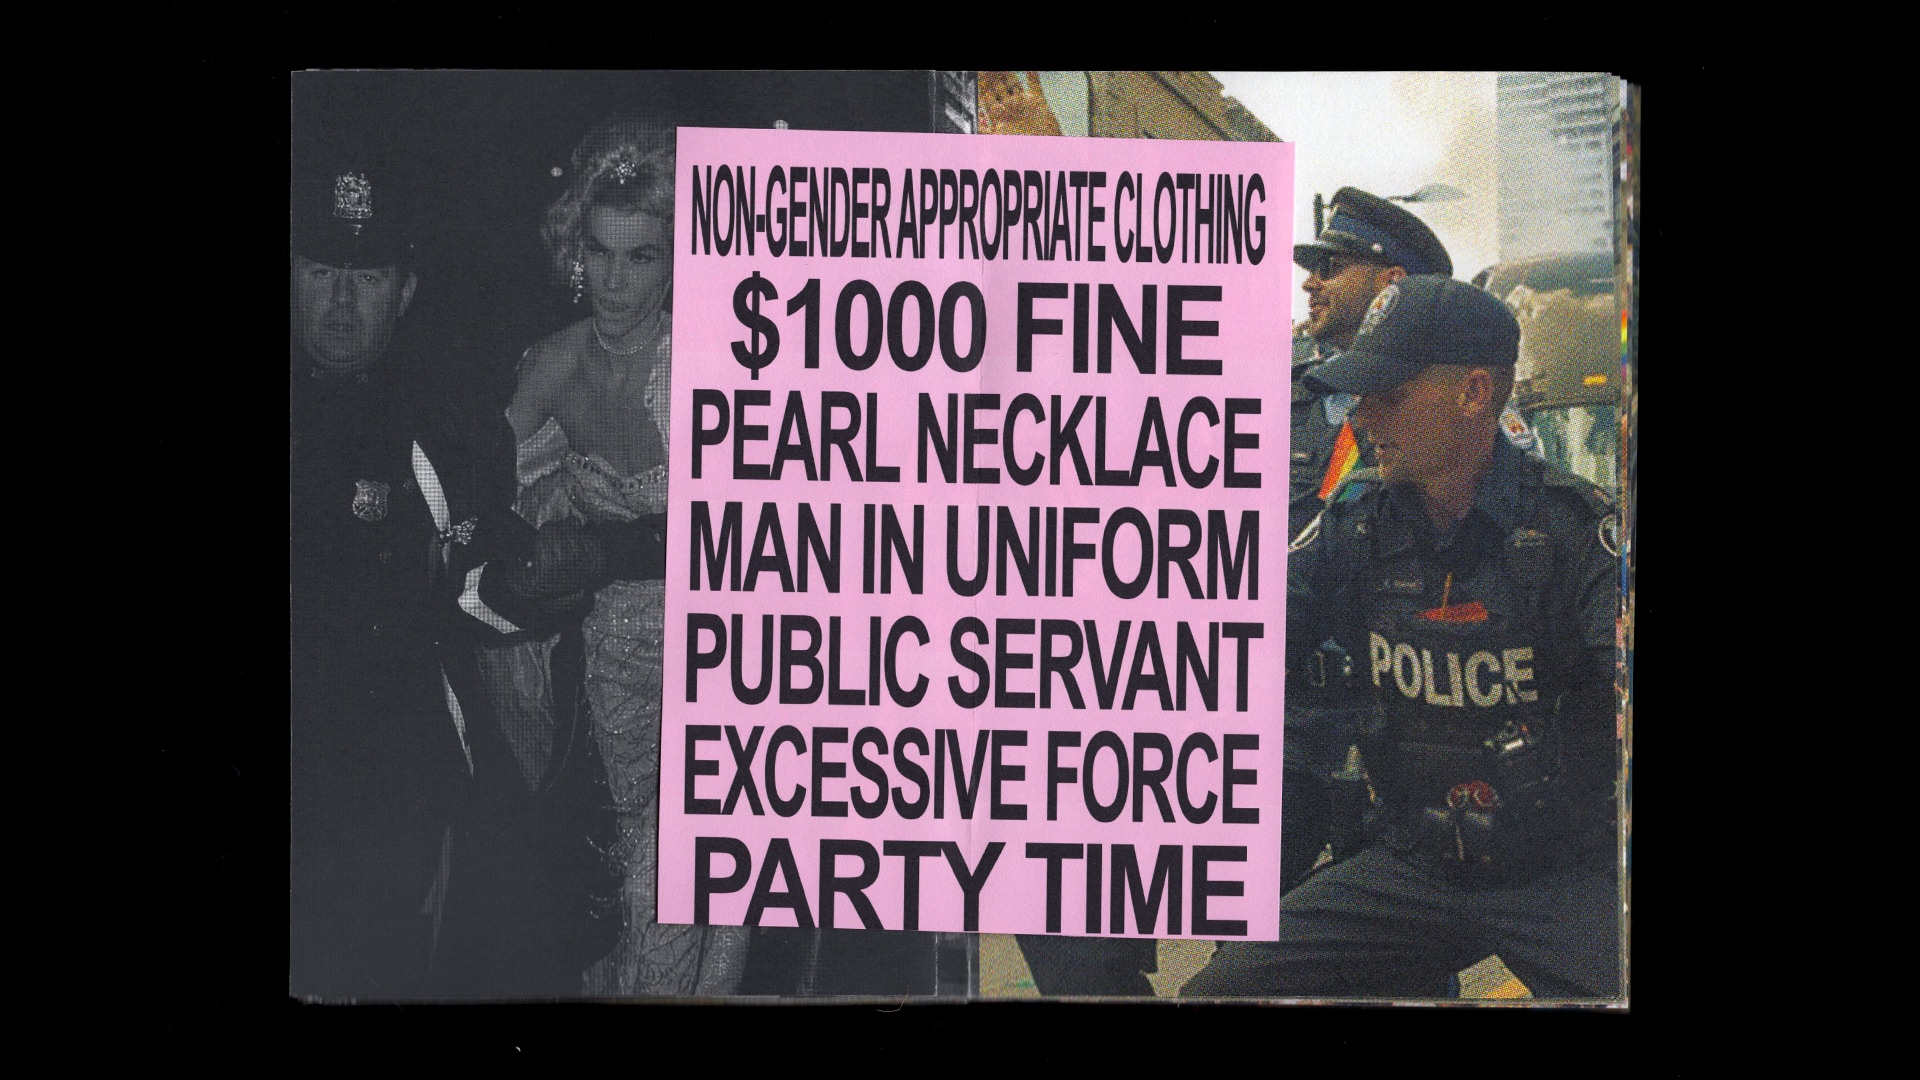 NON-GENDER APPROPRIATE CLOTHING
$1000 FINE
PEARL NECKLACE
MAN IN UNIFORM
PUBLIC SERVANT
EXCESSIVE FORCE
PARTY TIME
POLICE